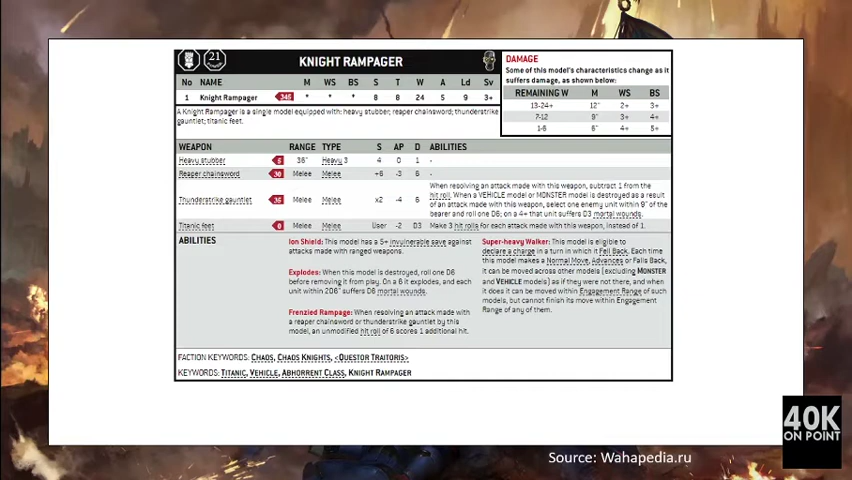 21
KNIGHT RAMPAGER
No NAME M WS BS S T W A Ld Sv
1 Knight Rampager 345 * * * 8 8 24 5 9 3+
A Knight Rampager is a single model equipped with: heavy stubber, reaper chainsword; thunderstrike
gauntlet; titanic feet.
DAMAGE
Some of this model's characteristics change as it
suffers damage, as shown below:
REMAINING W M WS BS
13-24+ 12" 2+ 3+
7-12 9" 3+ 4+
1-6 6" 4+ 5+
WEAPON RANGE TYPE S AP D ABILITIES
Heavy stubber 5 36" Heavy 3 4 0 1 -
Reaper chainsword 30 Melee Melee +6 -3 6 -
Thunderstrike gauntlet 35 Melee Melee x2 -4 6
When resolving an attack made with this weapon, subtract 1 from the
hit roll. When a VEHICLE model or MONSTER model is destroyed as a result
of an attack made with this weapon, select one enemy unit within 9" of the
bearer and roll one D6; on a 4+ that unit suffers D3 mortal wounds.
Titanic feet 0 Melee Melee User -2 D3 Make 3 hit rolls for each attack made with this weapon, instead of 1.
ABILITIES
Ion Shield: This model has a 5+ invulnerable save against
attacks made with ranged weapons.
Explodes: When this model is destroyed, roll one D6
before removing it from play. On a 6 it explodes, and each
unit within 2D6" suffers D6 mortal wounds.
Frenzied Rampage: When resolving an attack made with
a reaper chainsword or thunderstrike gauntlet by this
model, an unmodified hit roll of 6 scores 1 additional hit.
Super-heavy Walker: This model is eligible to
declare a charge in a turn in which it Fell Back. Each time
this model makes a Normal Move, Advances or Falls Back,
it can be moved across other models (excluding MONSTER
and VEHICLE models) as if they were not there, and when
it does it can be moved within Engagement Range of such
models, but cannot finish its move within Engagement
Range of any of them.
FACTION KEYWORDS: CHAOS, CHAOS KNIGHTS, <QUESTOR TRAITORIS>
KEYWORDS: TITANIC, VEHICLE, ABHORRENT CLASS, KNIGHT RAMPAGER
40K
ON POINT
Source: Wahapedia.ru